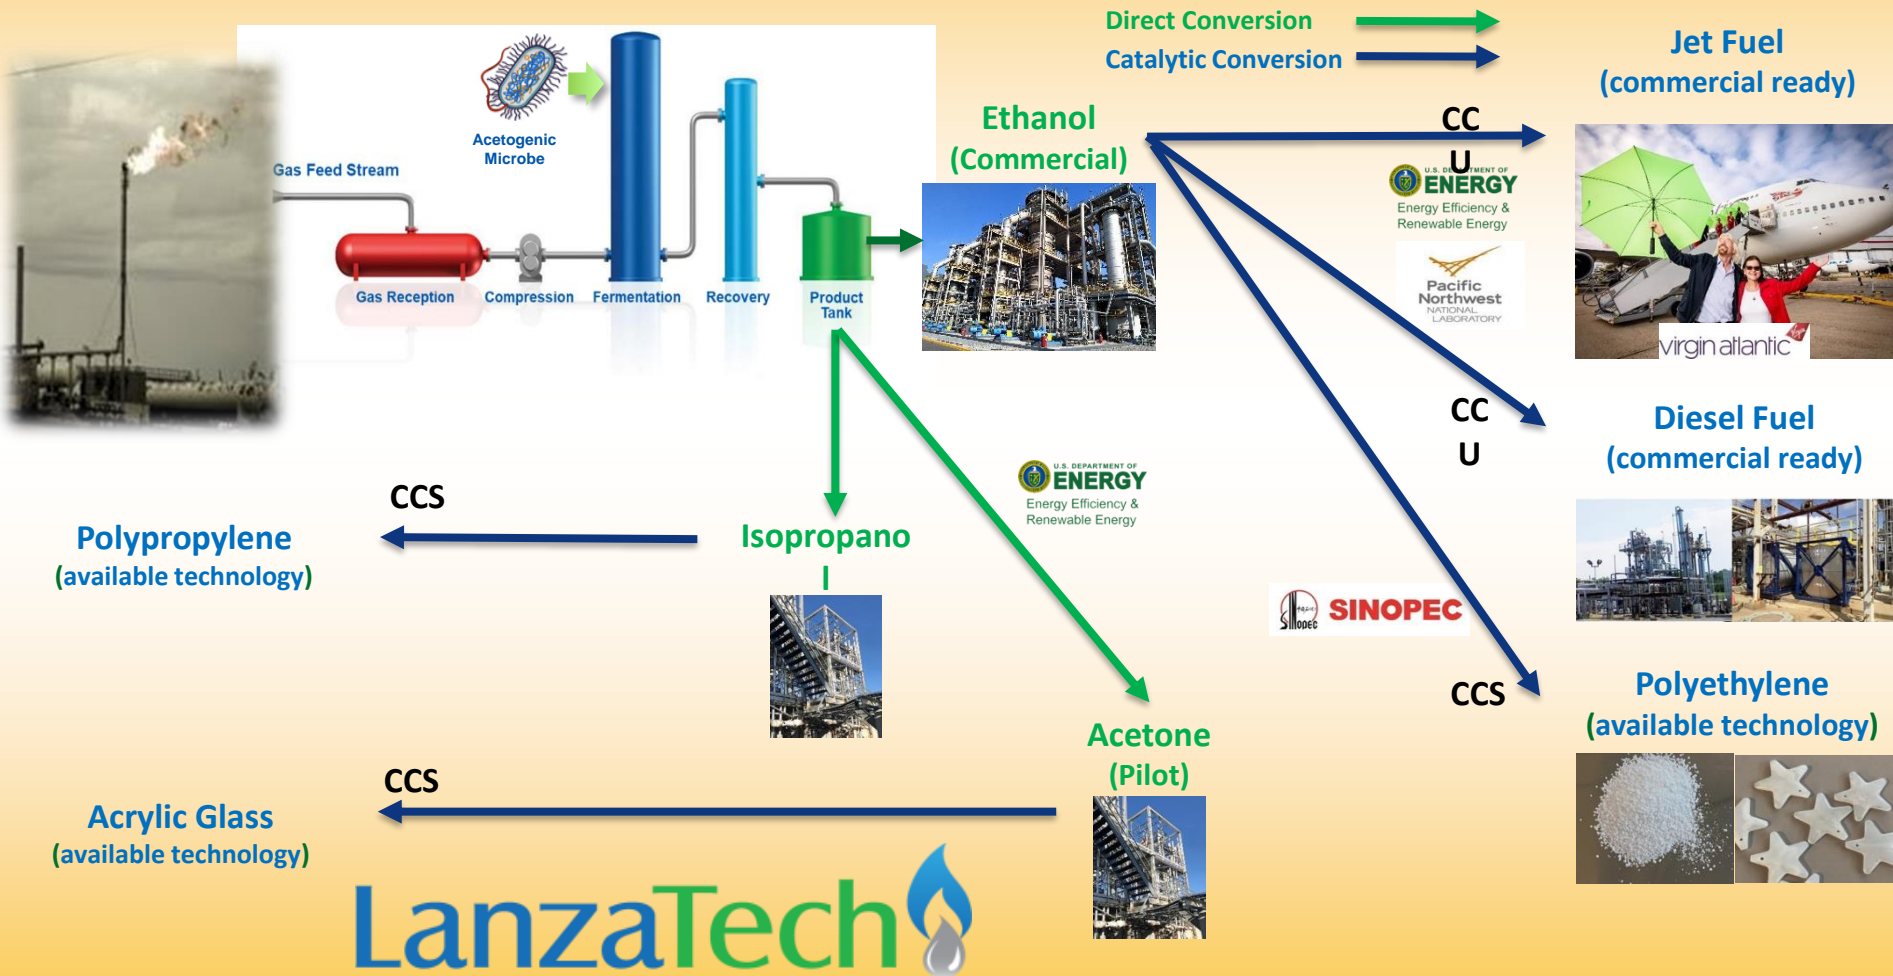 Direct Conversion
Catalytic Conversion
Jet Fuel
(commercial ready)
Acetogenic
Microbe
Gas Feed Stream
Ethanol
(Commercial)
CC
U
U.S. DEPARTMENT OF
ENERGY
Energy Efficiency &
Renewable Energy
Pacific
Northwest
NATIONAL
LABORATORY
virgin atlantic
Gas Reception
Compression
Fermentation
Recovery
Product
Tank
CC
U
Diesel Fuel
(commercial ready)
U.S. DEPARTMENT OF
ENERGY
Energy Efficiency &
Renewable Energy
CCS
Polypropylene
(available technology)
Isopropano
l
SINOPEC
SINOPEC
CCS
Polyethylene
(available technology)
Acetone
(Pilot)
CCS
Acrylic Glass
(available technology)
LanzaTech